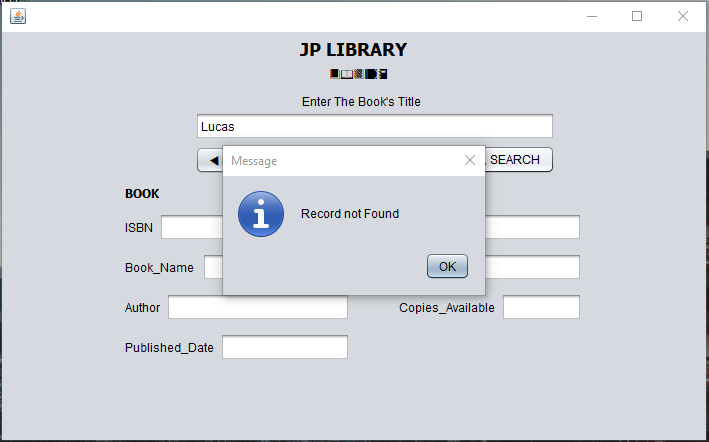 JP LIBRARY
Enter The Book's Title
Lucas
SEARCH
Message
Record not Found
OK
BOOK
ISBN
Book_Name
Author
Copies_Available
Published_Date